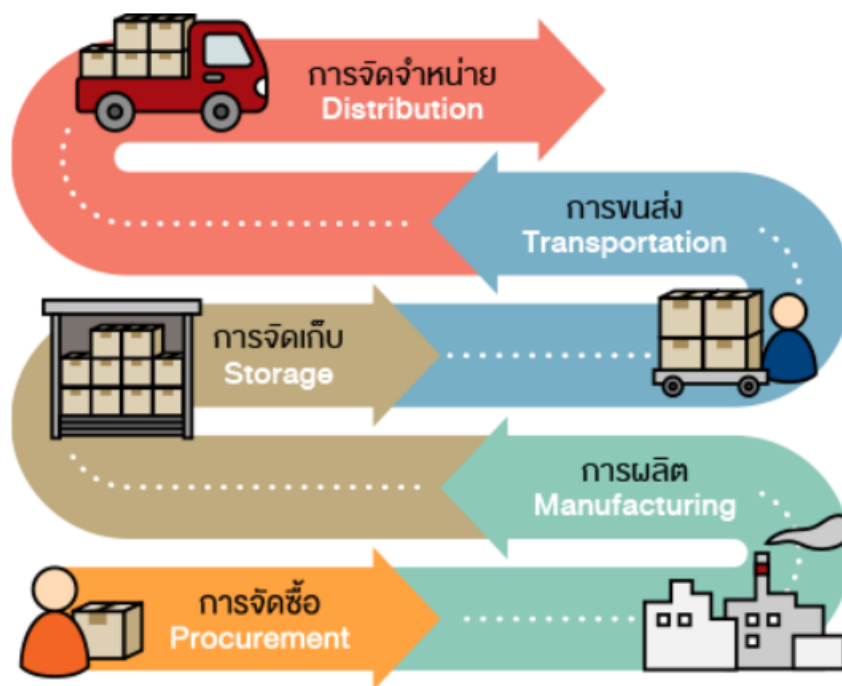 การจัดจำหน่าย
Distribution
การขนส่ง
Transportation
การจัดเก็บ
Storage
การผลิต
Manufacturing
การจัดซื้อ
Procurement